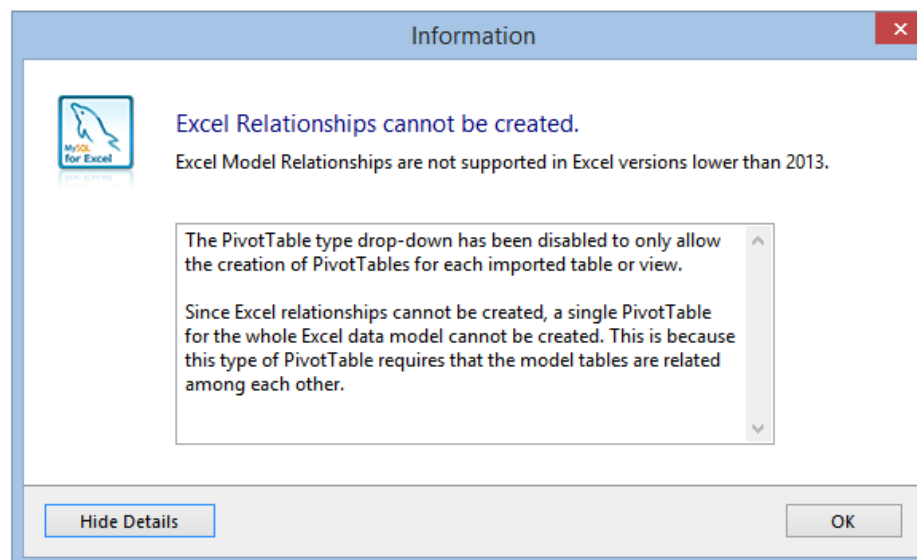 Information
MySQL
for Excel
Excel Relationships cannot be created.
Excel Model Relationships are not supported in Excel versions lower than 2013.
The PivotTable type drop-down has been disabled to only allow
the creation of PivotTables for each imported table or view.
Since Excel relationships cannot be created, a single PivotTable
for the whole Excel data model cannot be created. This is because
this type of PivotTable requires that the model tables are related
among each other.
Hide Details
OK